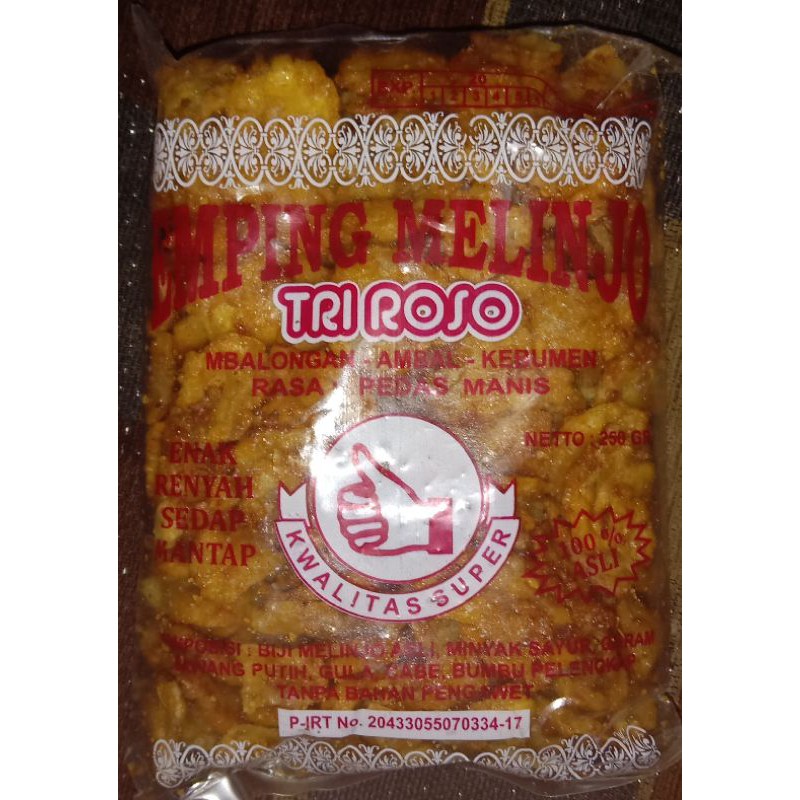 EXP
EMPING MELINJO
TRI ROSO
MBALONGAN - AMBAL - KEBUMEN
RASA : PEDAS MANIS
NETTO : 250 GR
ENAK
RENYAH
SEDAP
MANTAP
KWALITAS SUPER
100 %
ASLI
KOMPOSISI : BIJI MELINJO ASLI, MINYAK SAYUR, GARAM
BAWANG PUTIH, GULA, CABE, BUMBU PELENGKAP
TANPA BAHAN PENGAWET
P-IRT No. 20433055070334-17